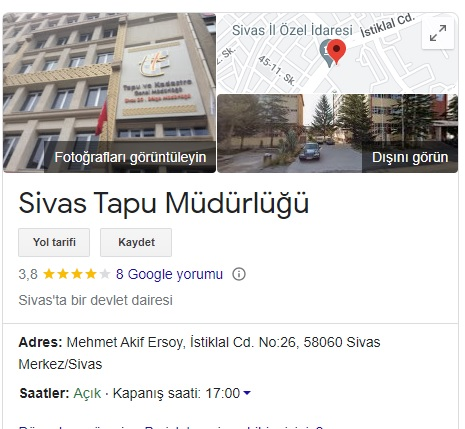 Sivas İl Özel İdaresi
İstiklal Cd.
45-11. Sk.
Sk.
Tapu ve Kadastro
Genel Müdürlüğü
Fotoğrafları görüntüleyin
Dışını görün
Sivas Tapu Müdürlüğü
Yol tarifi
Kaydet
3,8 8 Google yorumu
Sivas'ta bir devlet dairesi
Adres: Mehmet Akif Ersoy, İstiklal Cd. No:26, 58060 Sivas
Merkez/Sivas
Saatler: Açık · Kapanış saati: 17:00